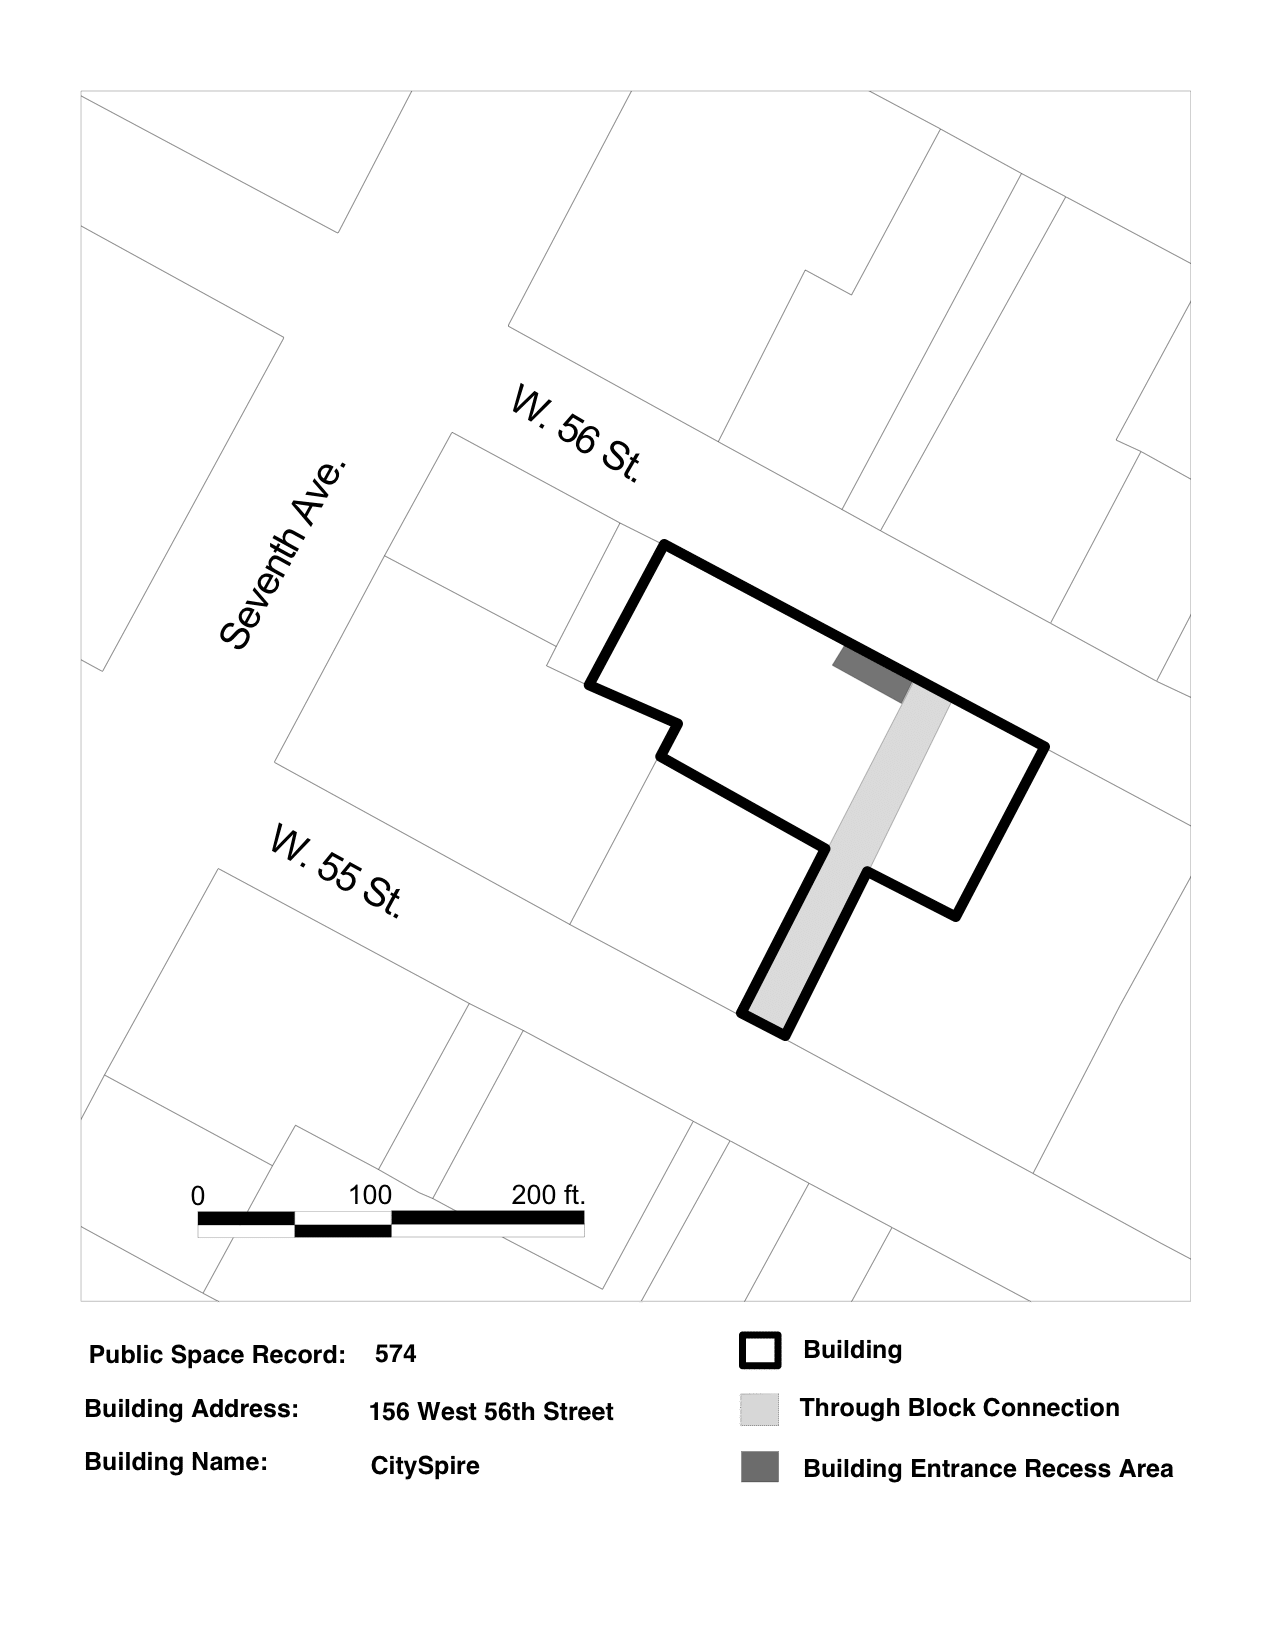 W. 56 St.
Seventh Ave.
W. 55 St.
0 100 200 ft.
Public Space Record: 574
Building Address: 156 West 56th Street
Building Name: CitySpire
Building
Through Block Connection
Building Entrance Recess Area